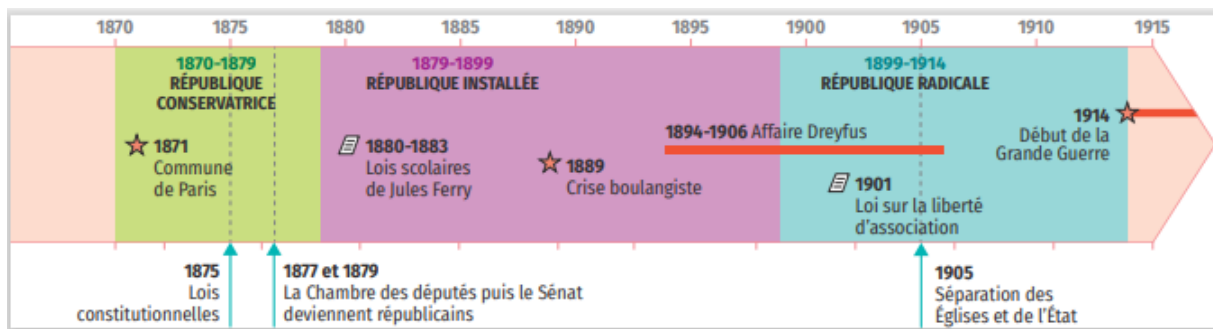 1870 1875 1880 1885 1889 1895 1900 1905 1910 1915
1870-1879
RÉPUBLIQUE
CONSERVATRICE
1879-1899
RÉPUBLIQUE INSTALLÉE
1899-1914
RÉPUBLIQUE RADICALE
1871
Commune
de Paris
1880-1883
Lois scolaires
de Jules Ferry
1889
Crise boulangiste
1894-1906 Affaire Dreyfus
1901
Loi sur la liberté
d'association
1914
Début de la
Grande Guerre
1875
Lois
constitutionnelles
1877 et 1879
La Chambre des députés puis le Sénat
deviennent républicains
1905
Séparation des
Églises et de l'État